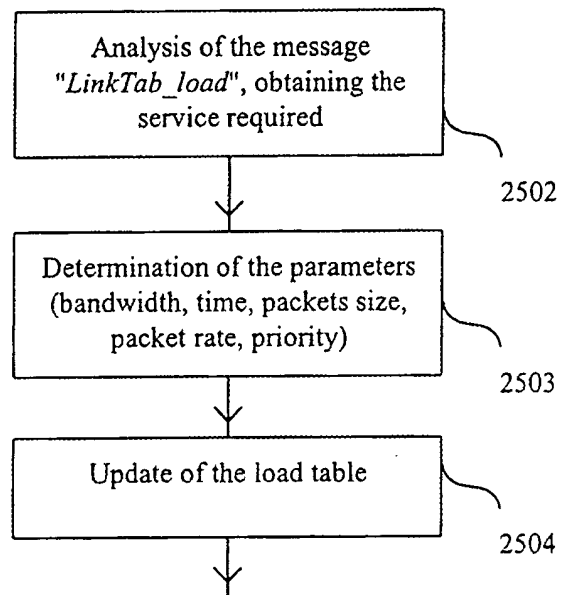 Analysis of the message
"LinkTab_load", obtaining the
service required
2502
Determination of the parameters
(bandwidth, time, packets size,
packet rate, priority)
2503
Update of the load table
2504